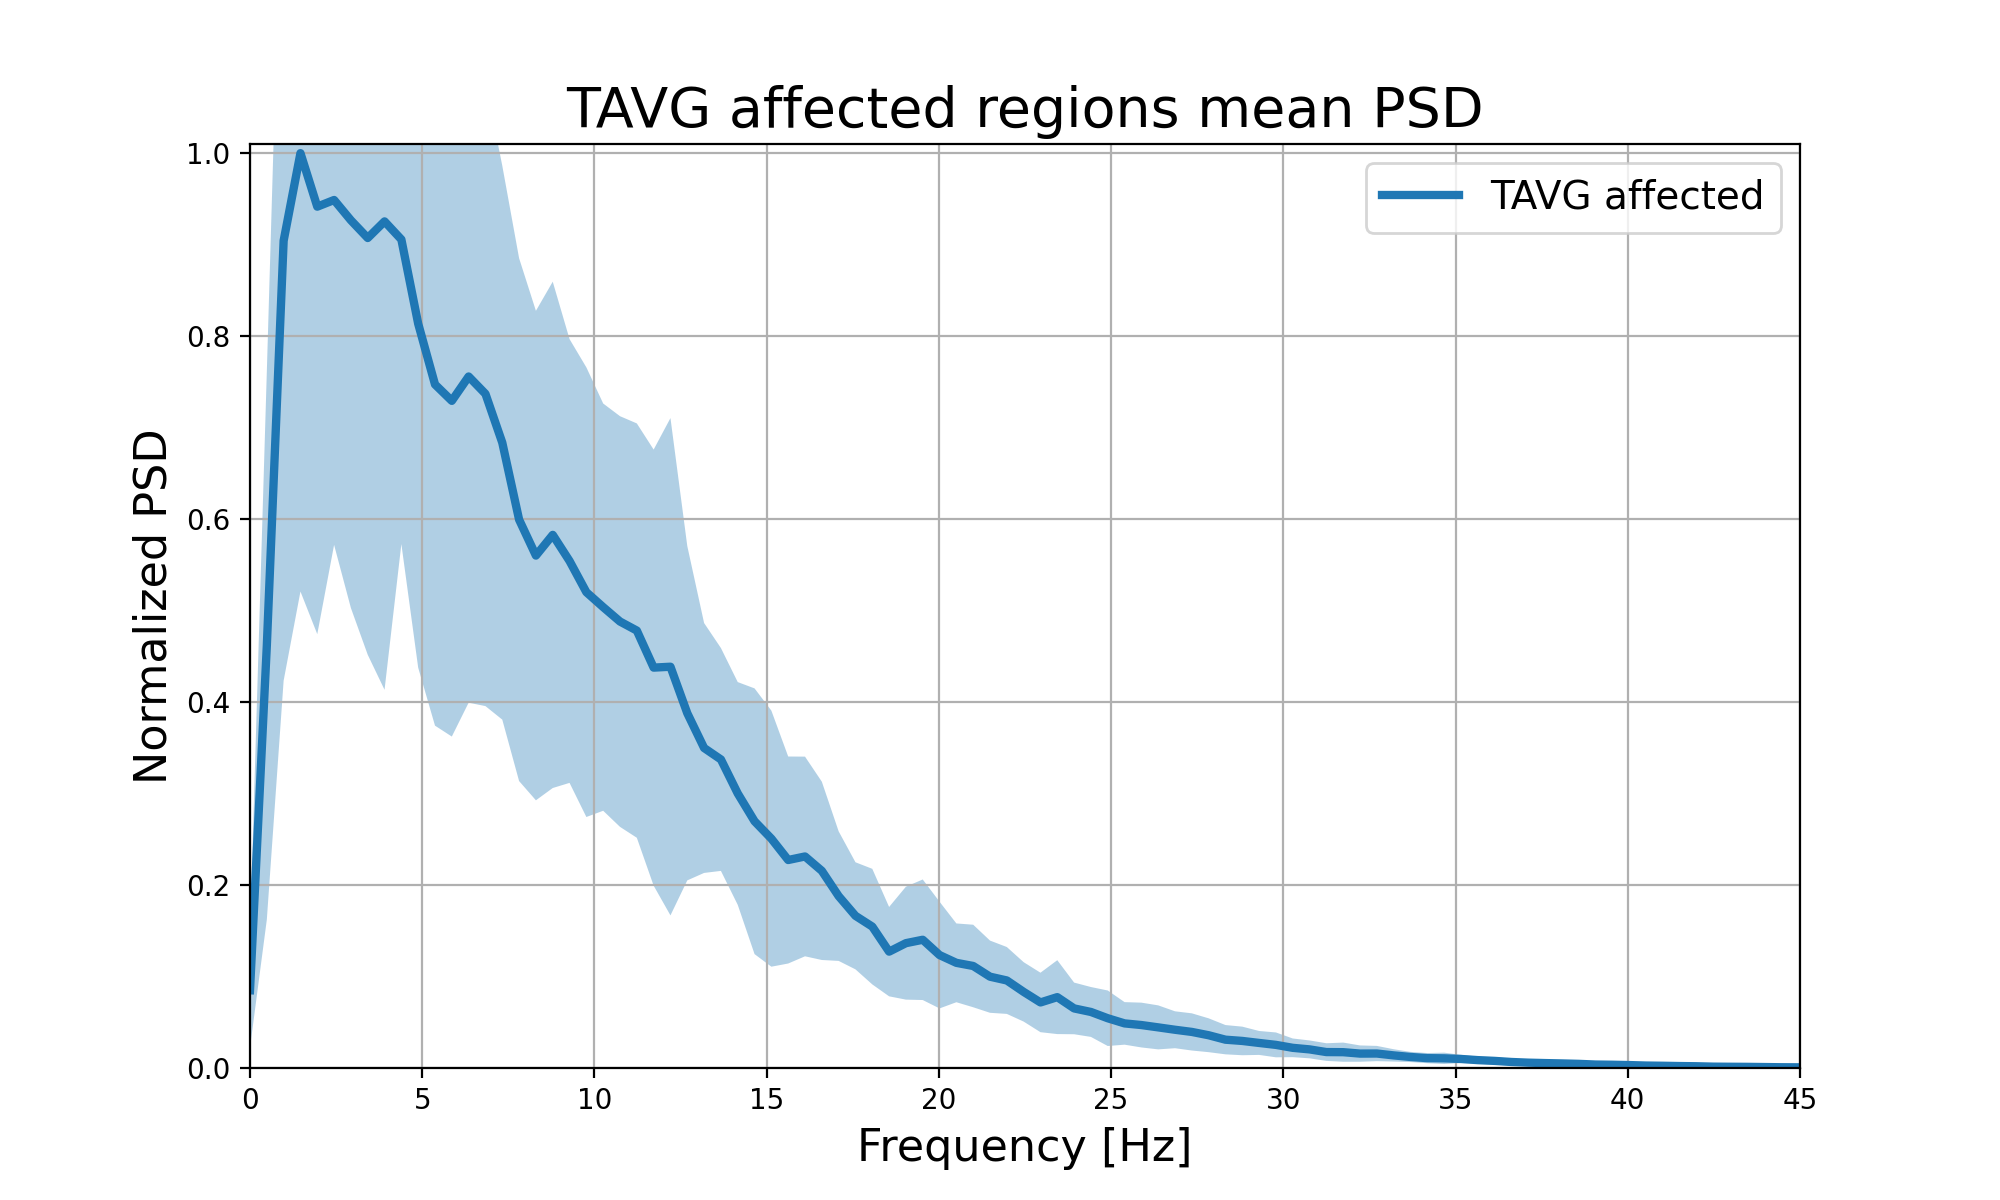 TAVG affected regions mean PSD
TAVG affected
Normalized PSD
1.0
0.8
0.6
0.4
0.2
0.0
0 5 10 15 20 25 30 35 40 45
Frequency [Hz]